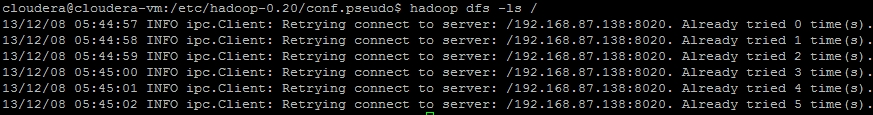 cloudera@cloudera-vm:/etc/hadoop-0.20/conf.pseudo$ hadoop dfs -ls /
13/12/08 05:44:57 INFO ipc.Client: Retrying connect to server: /192.168.87.138:8020. Already tried 0 time(s).
13/12/08 05:44:58 INFO ipc.Client: Retrying connect to server: /192.168.87.138:8020. Already tried 1 time(s).
13/12/08 05:44:59 INFO ipc.Client: Retrying connect to server: /192.168.87.138:8020. Already tried 2 time(s).
13/12/08 05:45:00 INFO ipc.Client: Retrying connect to server: /192.168.87.138:8020. Already tried 3 time(s).
13/12/08 05:45:01 INFO ipc.Client: Retrying connect to server: /192.168.87.138:8020. Already tried 4 time(s).
13/12/08 05:45:02 INFO ipc.Client: Retrying connect to server: /192.168.87.138:8020. Already tried 5 time(s).